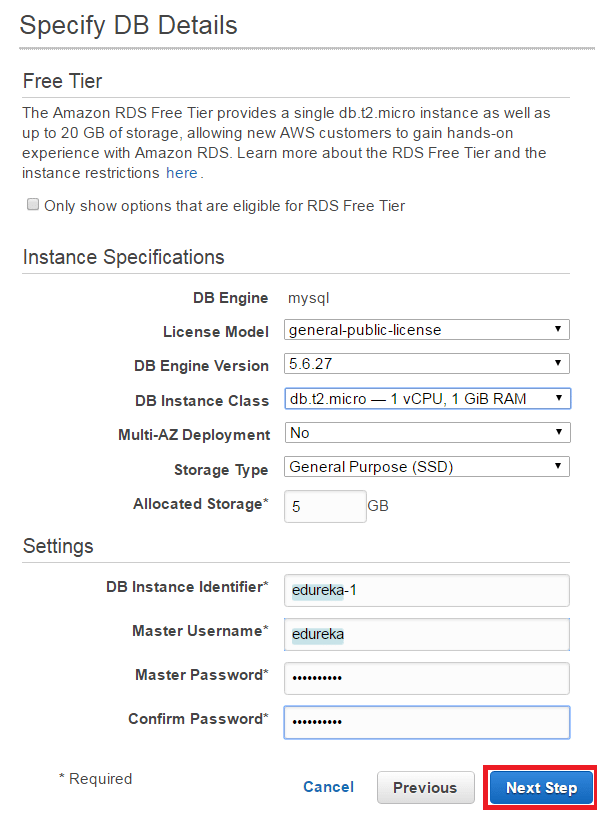 Specify DB Details
Free Tier
The Amazon RDS Free Tier provides a single db.t2.micro instance as well as
up to 20 GB of storage, allowing new AWS customers to gain hands-on
experience with Amazon RDS. Learn more about the RDS Free Tier and the
instance restrictions here.
Only show options that are eligible for RDS Free Tier
Instance Specifications
DB Engine mysql
License Model general-public-license
DB Engine Version 5.6.27
DB Instance Class db.t2.micro — 1 vCPU, 1 GiB RAM
Multi-AZ Deployment No
Storage Type General Purpose (SSD)
Allocated Storage* 5 GB
Settings
DB Instance Identifier* edureka-1
Master Username* edureka
Master Password* ••••••••••
Confirm Password* ••••••••••
* Required Cancel Previous Next Step